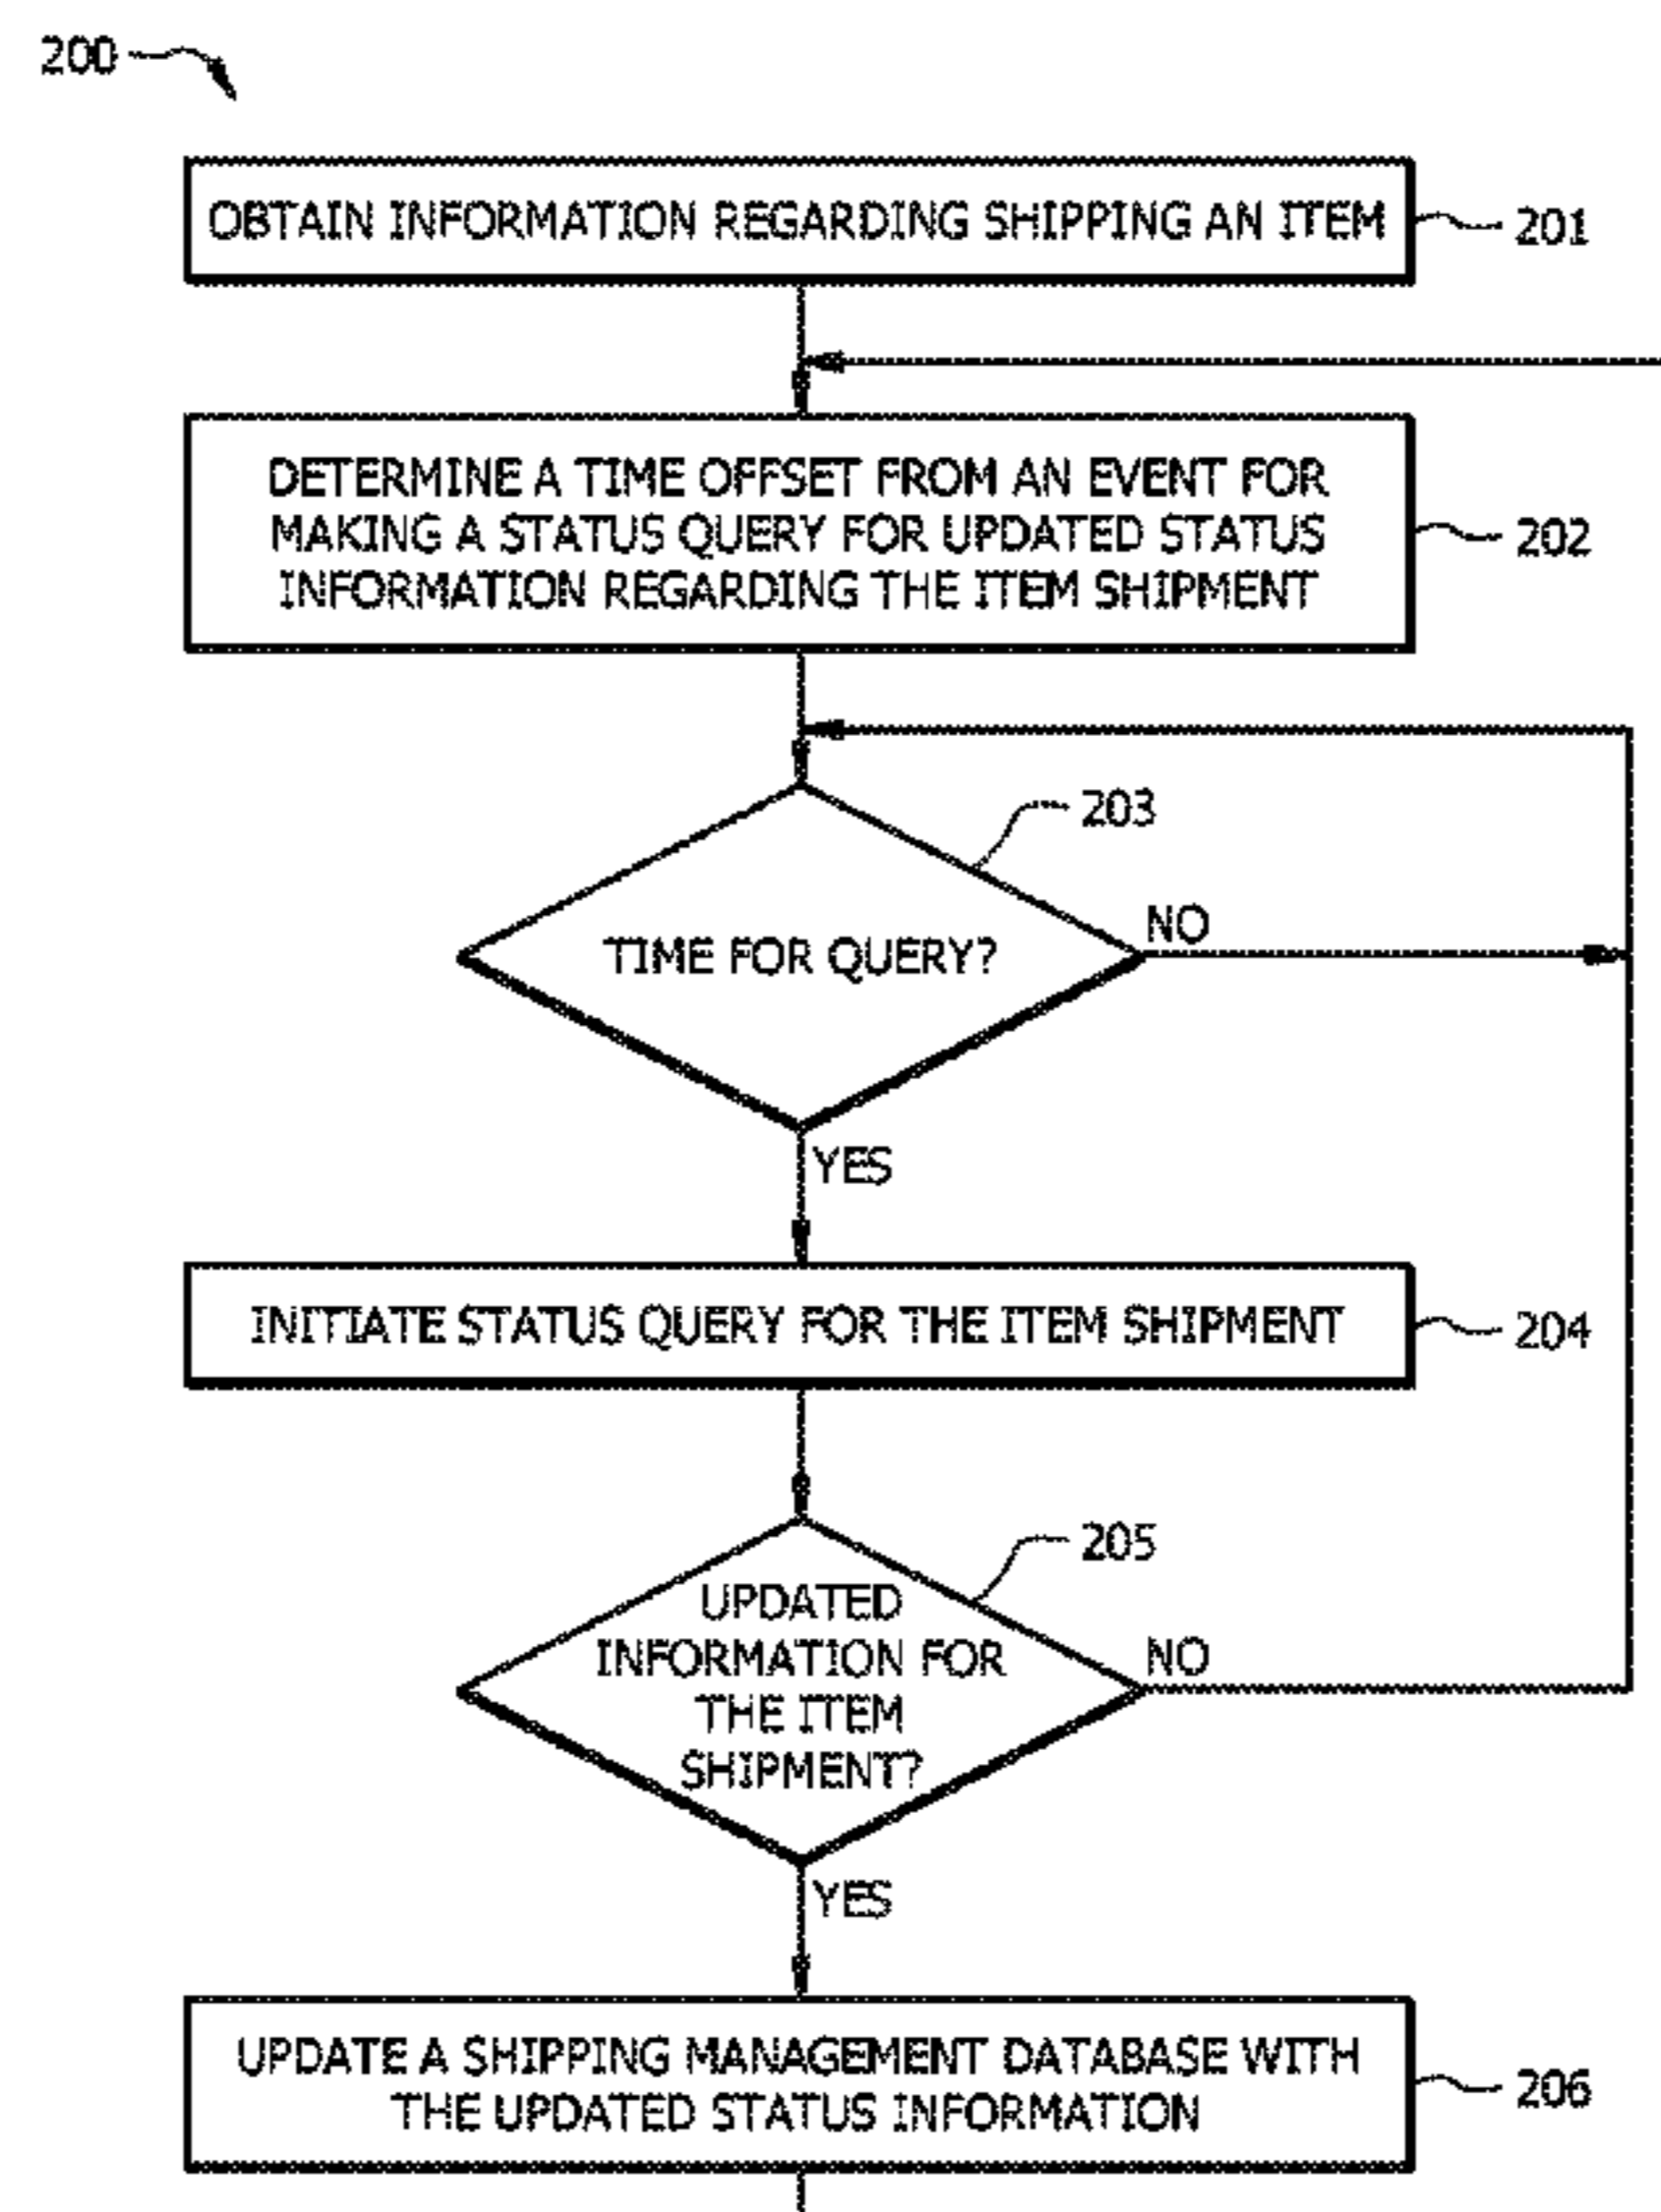 200
OBTAIN INFORMATION REGARDING SHIPPING AN ITEM
201
DETERMINE A TIME OFFSET FROM AN EVENT FOR
MAKING A STATUS QUERY FOR UPDATED STATUS
INFORMATION REGARDING THE ITEM SHIPMENT
202
203
TIME FOR QUERY?
NO
YES
INITIATE STATUS QUERY FOR THE ITEM SHIPMENT
204
205
UPDATED
INFORMATION FOR
THE ITEM
SHIPMENT?
NO
YES
UPDATE A SHIPPING MANAGEMENT DATABASE WITH
THE UPDATED STATUS INFORMATION
206